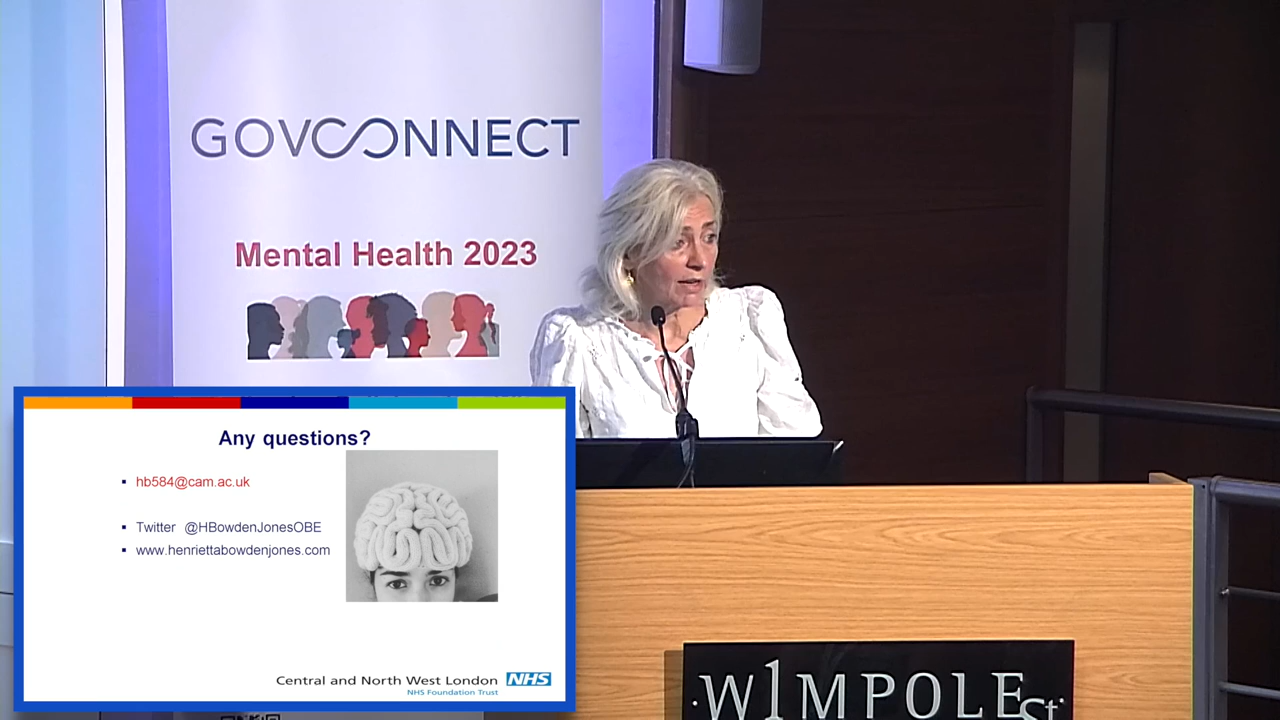 GOVCONNECT
Mental Health 2023
Any questions?
▪ hb584@cam.ac.uk
▪ Twitter @HBowdenJonesOBE
▪ www.henriettabowdenjones.com
Central and North West London NHS
NHS Foundation Trust
·W1MPOLE St·